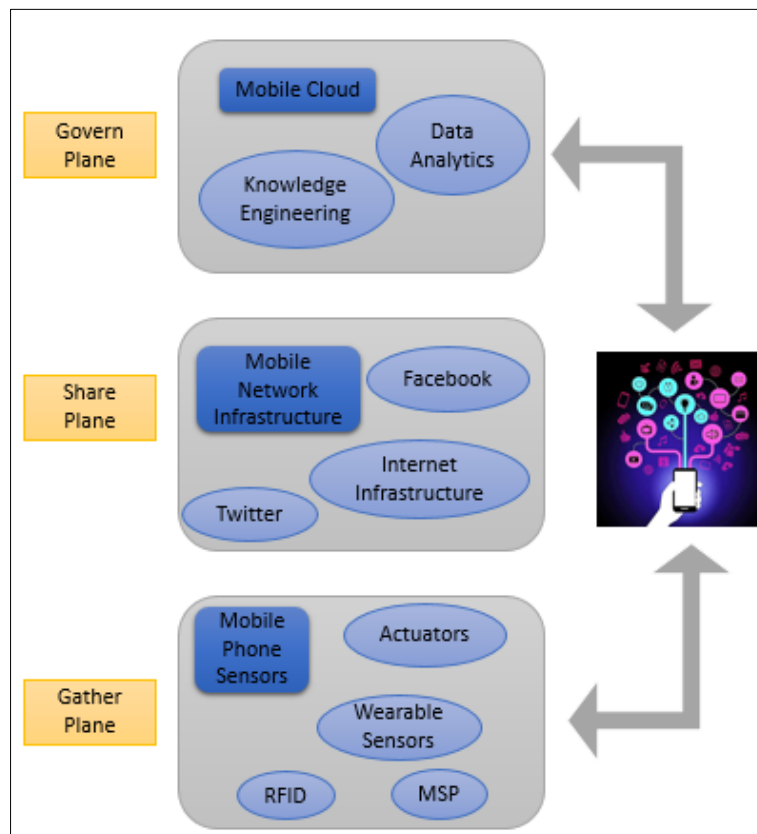 Govern
Plane
Mobile Cloud
Data
Analytics
Knowledge
Engineering
Share
Plane
Mobile
Network
Infrastructure
Facebook
Internet
Infrastructure
Twitter
Gather
Plane
Mobile
Phone
Sensors
Actuators
Wearable
Sensors
RFID
MSP